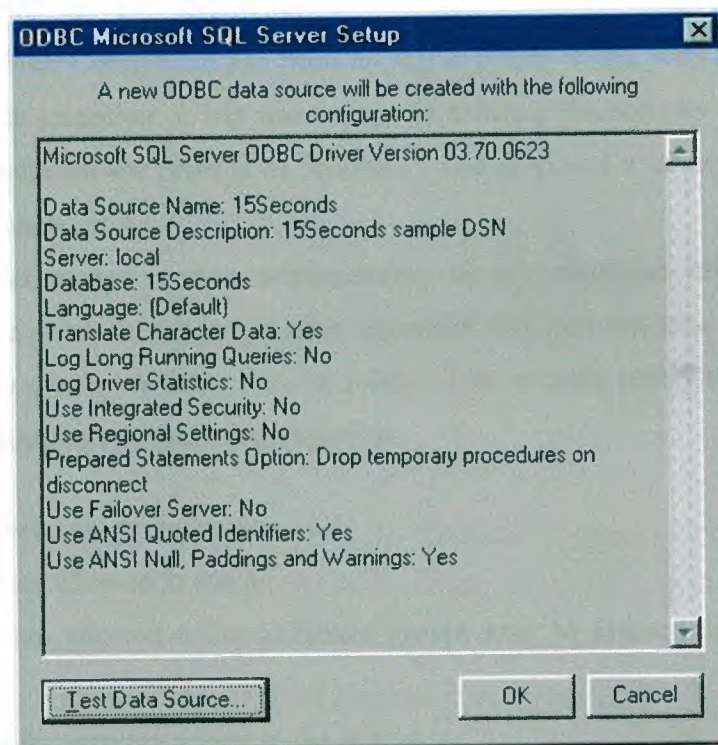 ODBC Microsoft SQL Server Setup
A new ODBC data source will be created with the following
configuration:
Microsoft SQL Server ODBC Driver Version 03.70.0623
Data Source Name: 15Seconds
Data Source Description: 15Seconds sample DSN
Server: local
Database: 15Seconds
Language: (Default)
Translate Character Data: Yes
Log Long Running Queries: No
Log Driver Statistics: No
Use Integrated Security: No
Use Regional Settings: No
Prepared Statements Option: Drop temporary procedures on
disconnect
Use Failover Server: No
Use ANSI Quoted Identifiers: Yes
Use ANSI Null, Paddings and Warnings: Yes
Test Data Source...
OK
Cancel